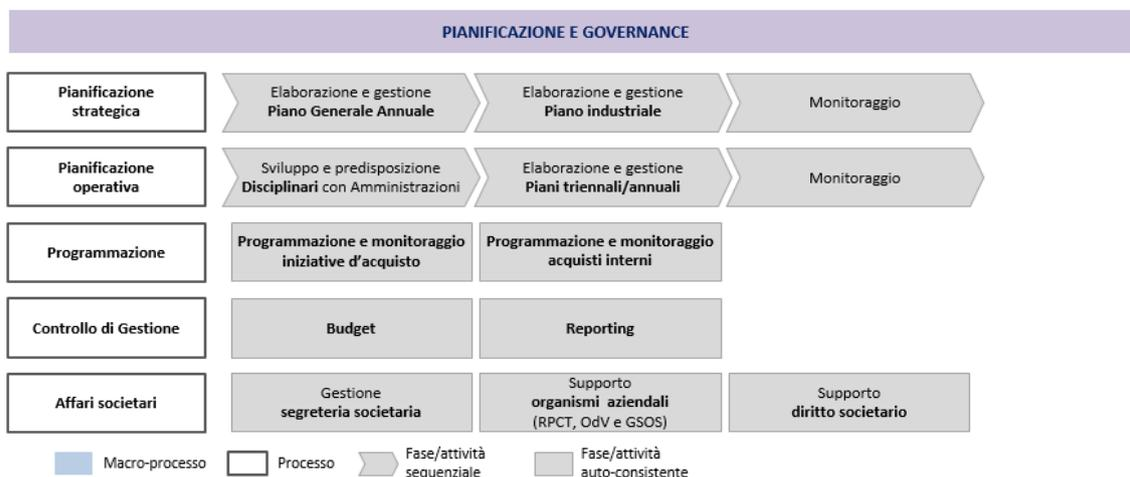 PIANIFICAZIONE E GOVERNANCE
Pianificazione
strategica
Elaborazione e gestione
Piano Generale Annuale
Elaborazione e gestione
Piano industriale
Monitoraggio
Pianificazione
operativa
Sviluppo e predisposizione
Disciplinari con Amministrazioni
Elaborazione e gestione
Piani triennali/annuali
Monitoraggio
Programmazione
Programmazione e monitoraggio
iniziative d'acquisto
Programmazione e monitoraggio
acquisti interni
Controllo di Gestione
Budget
Reporting
Affari societari
Gestione
segreteria societaria
Supporto
organismi aziendali
(RPCT, OdV e GSOS)
Supporto
diritto societario
Macro-processo
Processo
Fase/attività
sequenziale
Fase/attività
auto-consistente